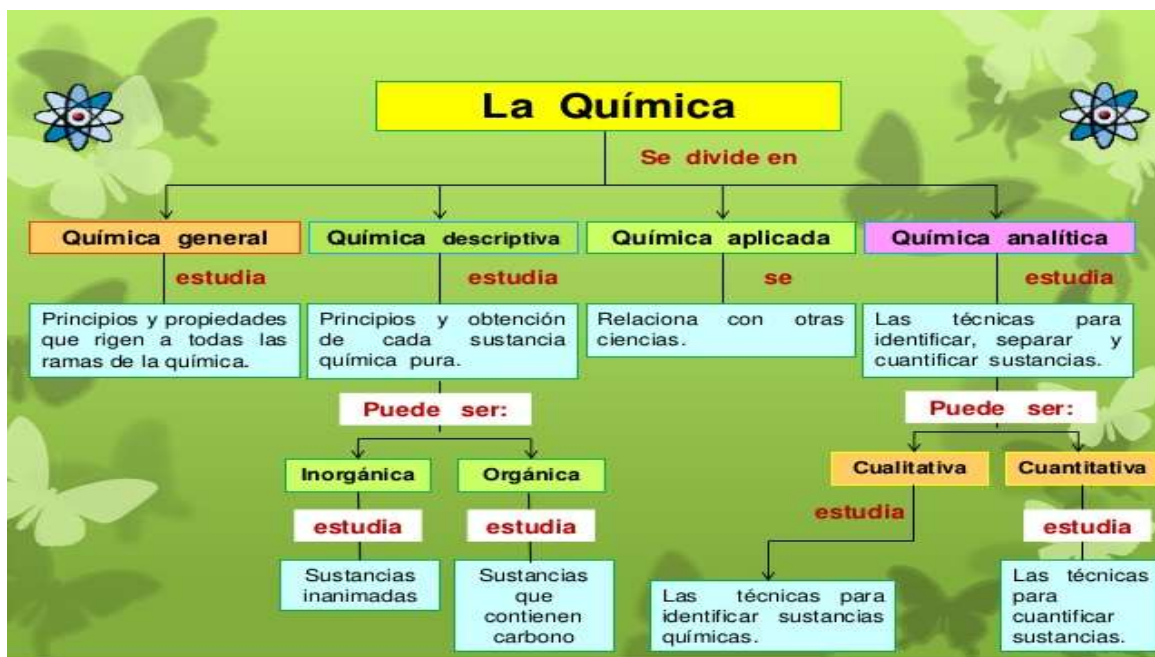 La Química
Se divide en
Química general
estudia
Principios y propiedades
que rigen a todas las
ramas de la química.
Química descriptiva
estudia
Principios y obtención
de cada sustancia
química pura.
Puede ser:
Inorgánica
estudia
Sustancias
inanimadas
Orgánica
estudia
Sustancias
que
contienen
carbono
Química aplicada
se
Relaciona con otras
ciencias.
Química analítica
estudia
Las técnicas para
identificar, separar y
cuantificar sustancias.
Puede ser:
Cualitativa
estudia
Las técnicas para
identificar sustancias
químicas.
Cuantitativa
estudia
Las técnicas
para
cuantificar
sustancias.